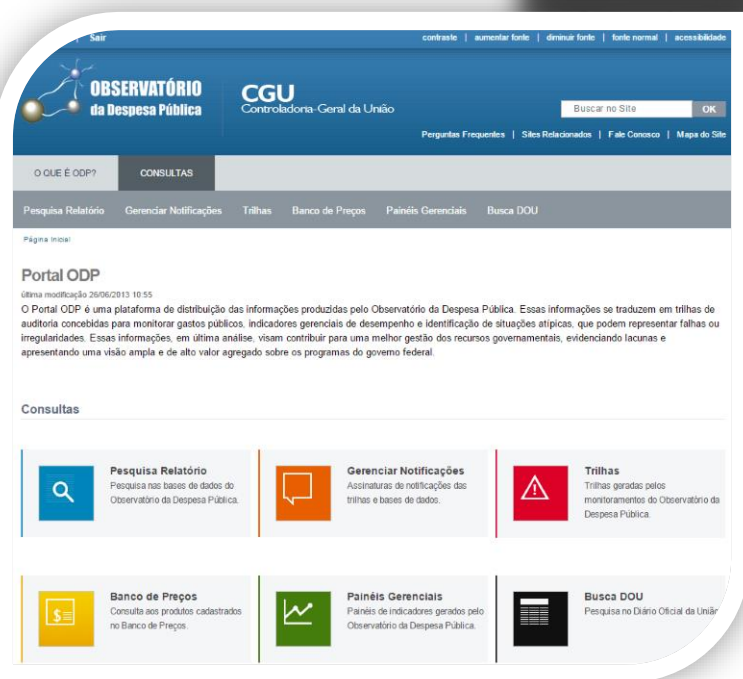 | Sair
contraste | aumentar fonte | diminuir fonte | fonte normal | acessibilidade
OBSERVATÓRIO
da Despesa Pública
CGU
Controladoria-Geral da União
Buscar no Site OK
Perguntas Frequentes | Sites Relacionados | Fale Conosco | Mapa do Site
O QUE É ODP? CONSULTAS
Pesquisa Relatório Gerenciar Notificações Trilhas Banco de Preços Painéis Gerenciais Busca DOU
Página Inicial
Portal ODP
última modificação 26/06/2013 10:55
O Portal ODP é uma plataforma de distribuição das informações produzidas pelo Observatório da Despesa Pública. Essas informações se traduzem em trilhas de
auditoria concebidas para monitorar gastos públicos, indicadores gerenciais de desempenho e identificação de situações atípicas, que podem representar falhas ou
irregularidades. Essas informações, em última análise, visam contribuir para uma melhor gestão dos recursos governamentais, evidenciando lacunas e
apresentando uma visão ampla e de alto valor agregado sobre os programas do governo federal.
Consultas
Pesquisa Relatório
Pesquisa nas bases de dados do
Observatório da Despesa Pública.
Gerenciar Notificações
Assinaturas de notificações das
trilhas e bases de dados.
Trilhas
Trilhas geradas pelos
monitoramentos do Observatório da
Despesa Pública.
Banco de Preços
Consulta aos produtos cadastrados
no Banco de Preços.
Painéis Gerenciais
Painéis de indicadores gerados pelo
Observatório da Despesa Pública.
Busca DOU
Pesquisa no Diário Oficial da União